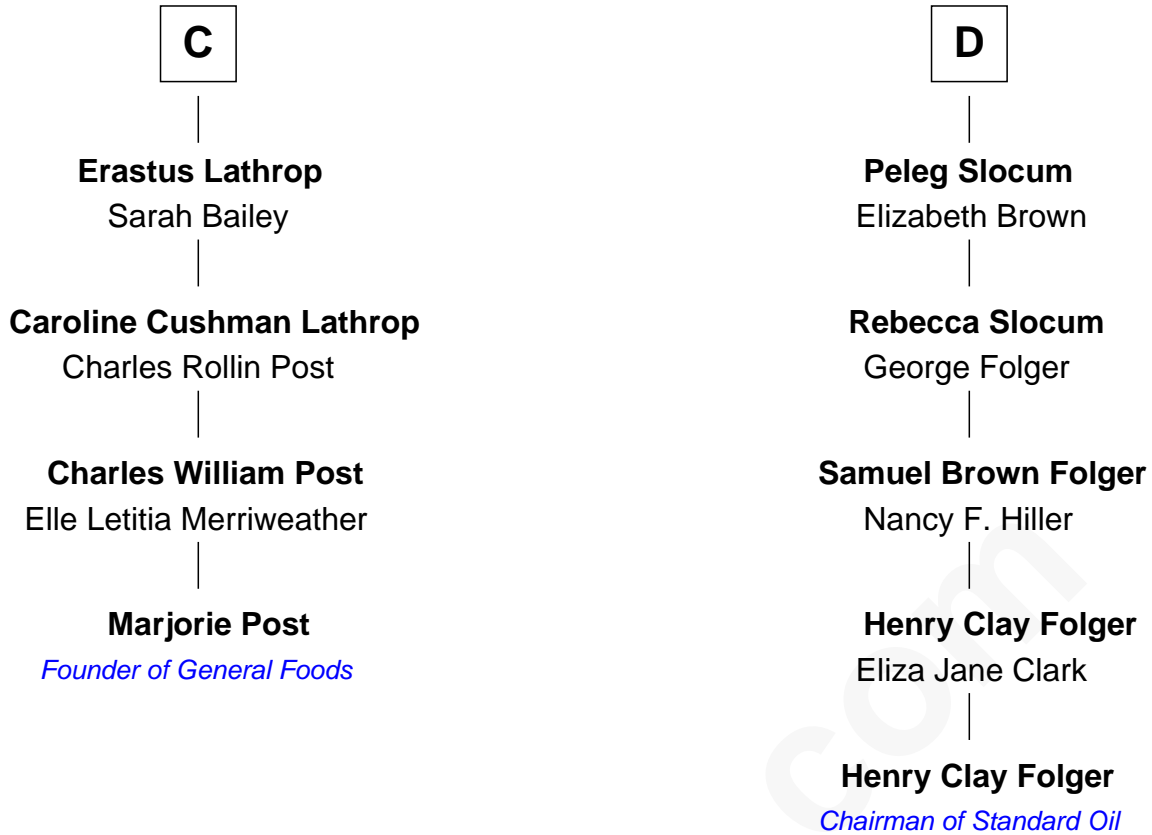 C
Erastus Lathrop
Sarah Bailey
Caroline Cushman Lathrop
Charles Rollin Post
Charles William Post
Elle Letitia Merriweather
Marjorie Post
Founder of General Foods
D
Peleg Slocum
Elizabeth Brown
Rebecca Slocum
George Folger
Samuel Brown Folger
Nancy F. Hiller
Henry Clay Folger
Eliza Jane Clark
Henry Clay Folger
Chairman of Standard Oil
com